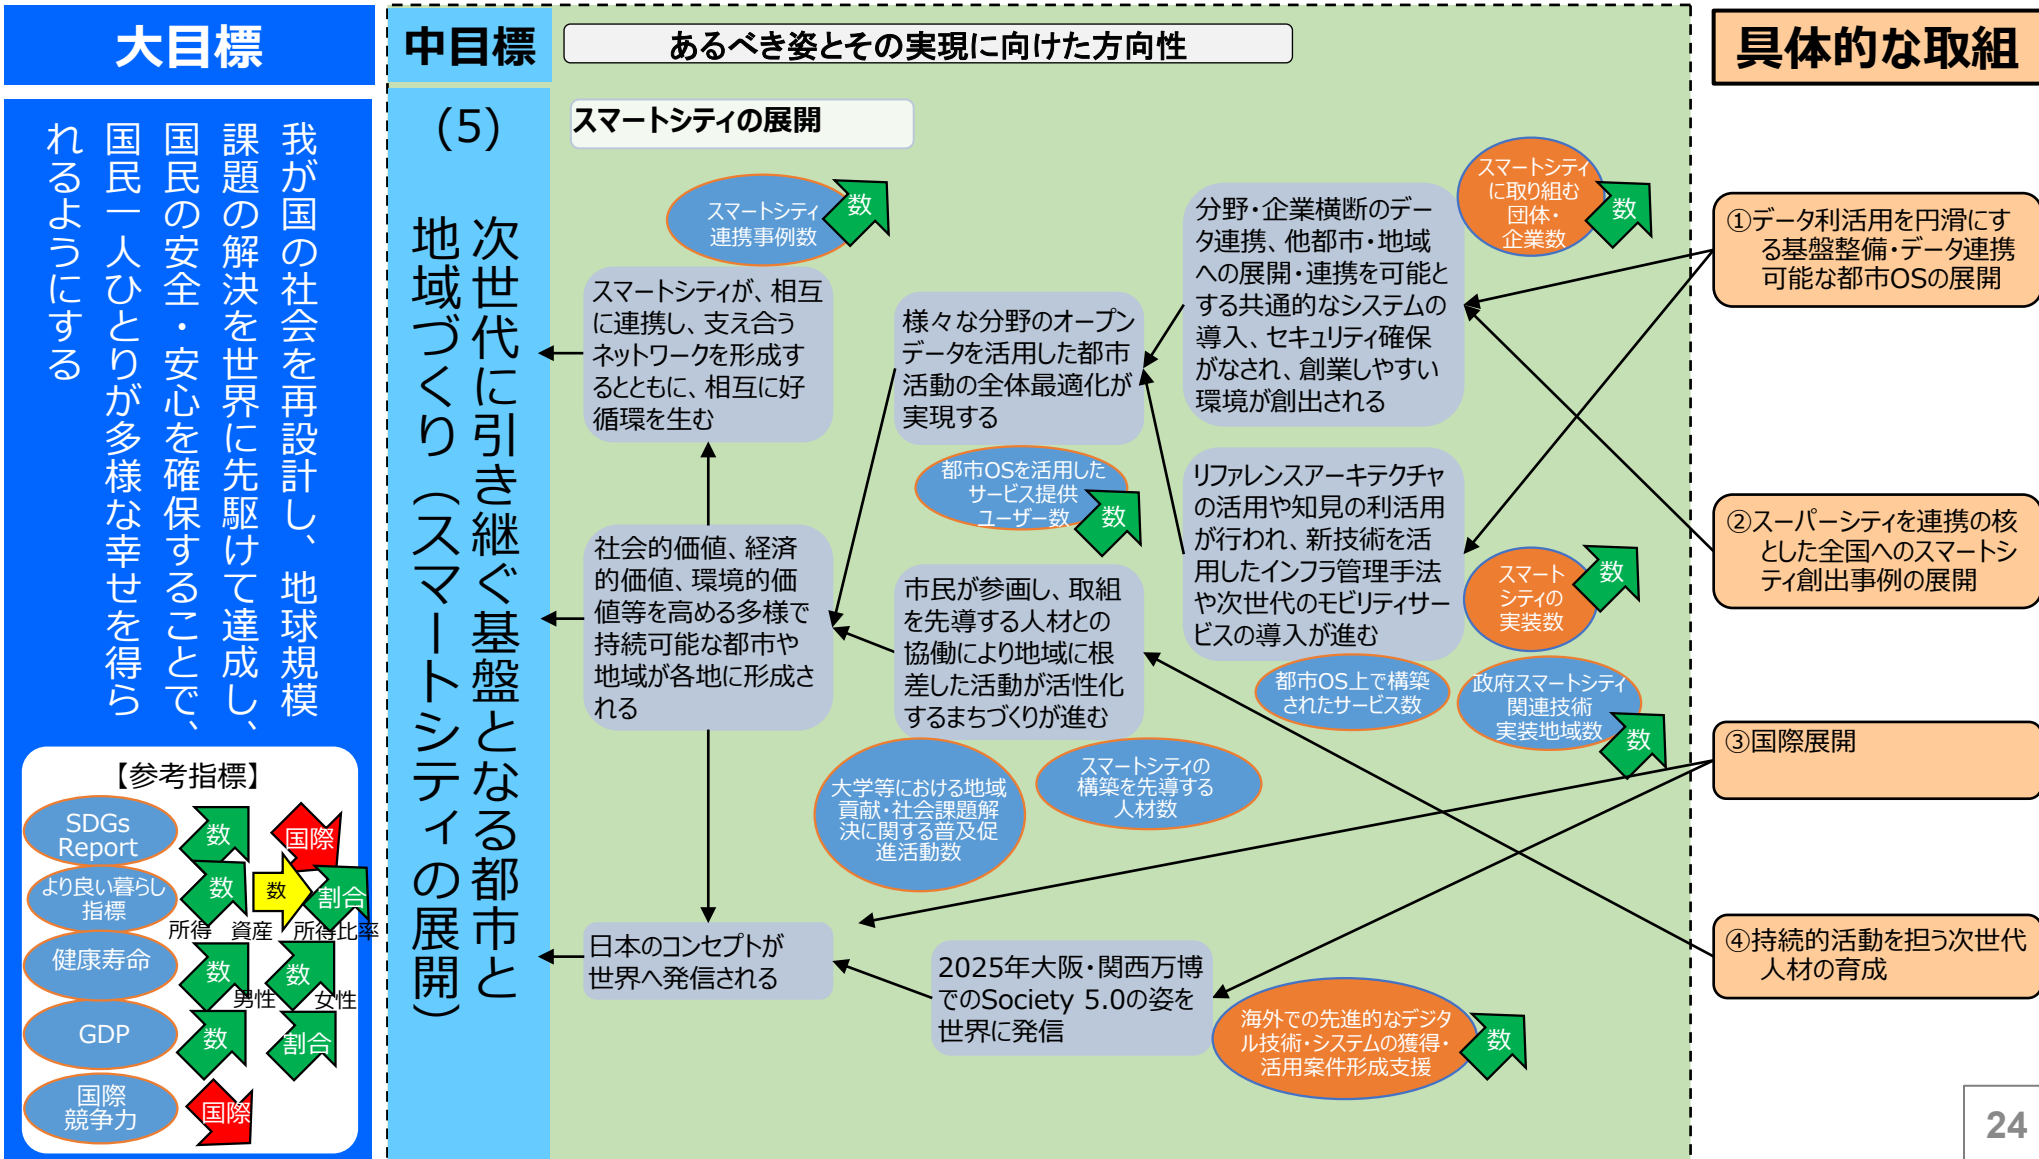 大目標
我が国の社会を再設計し、地球規模
課題の解決を世界に先駆けて達成し、
国民の安全・安心を確保することで、
国民一人ひとりが多様な幸せを得ら
れるようにする
【参考指標】
SDGs
Report
数
国際
より良い暮らし
指標
数
数
割合
所得
資産
所得比率
健康寿命
数
数
男性
女性
GDP
数
割合
国際
競争力
国際
中目標
(5)
次世代に引き継ぐ基盤となる都市と
地域づくり（スマートシティの展開）
あるべき姿とその実現に向けた方向性
スマートシティの展開
スマートシティ
連携事例数
数
スマートシティが、相互
に連携し、支え合う
ネットワークを形成す
るとともに、相互に好
循環を生む
社会的価値、経済
的価値、環境的価
値等を高める多様で
持続可能な都市や
地域が各地に形成さ
れる
日本のコンセプトが
世界へ発信される
様々な分野のオープン
データを活用した都市
活動の全体最適化が
実現する
都市OSを活用した
サービス提供
ユーザー数
数
市民が参画し、取組
を先導する人材との
協働により地域に根
差した活動が活性化
するまちづくりが進む
大学等における地域
貢献・社会課題解
決に関する普及促
進活動数
スマートシティの
構築を先導する
人材数
2025年大阪・関西万博
でのSociety 5.0の姿を
世界に発信
分野・企業横断のデー
タ連携、他都市・地域
への展開・連携を可能と
する共通的なシステムの
導入、セキュリティ確保
がなされ、創業しやすい
環境が創出される
スマートシティ
に取り組む
団体・
企業数
数
リファレンスアーキテクチャ
の活用や知見の利活用
が行われ、新技術を活
用したインフラ管理手法
や次世代のモビリティサー
ビスの導入が進む
スマート
シティの
実装数
数
都市OS上で構築
されたサービス数
政府スマートシティ
関連技術
実装地域数
数
海外での先進的なデジタ
ル技術・システムの獲得・
活用案件形成支援
数
具体的な取組
①データ利活用を円滑にす
る基盤整備・データ連携
可能な都市OSの展開
②スーパーシティを連携の核
とした全国へのスマートシ
ティ創出事例の展開
③国際展開
④持続的活動を担う次世代
人材の育成
24